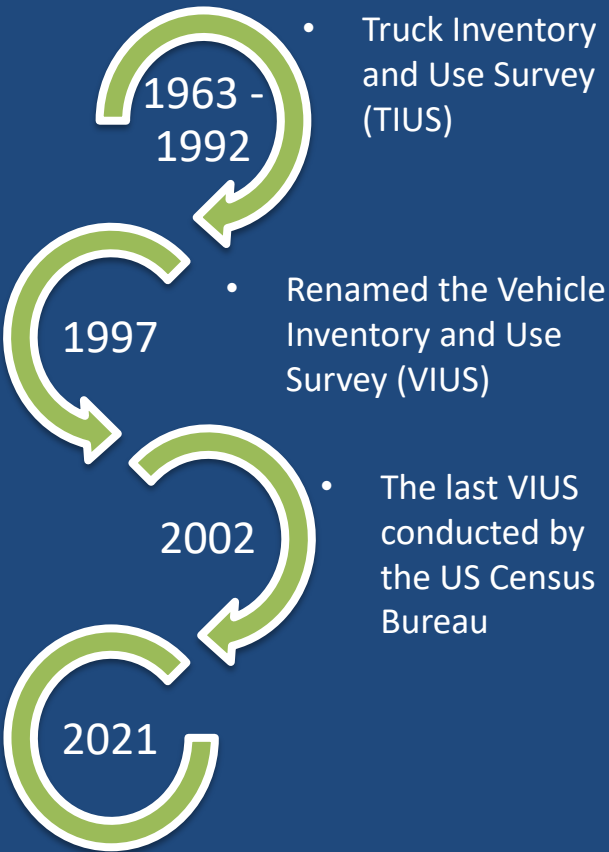 1963 -
1992
• Truck Inventory
and Use Survey
(TIUS)
1997
• Renamed the Vehicle
Inventory and Use
Survey (VIUS)
2002
• The last VIUS
conducted by
the US Census
Bureau
2021